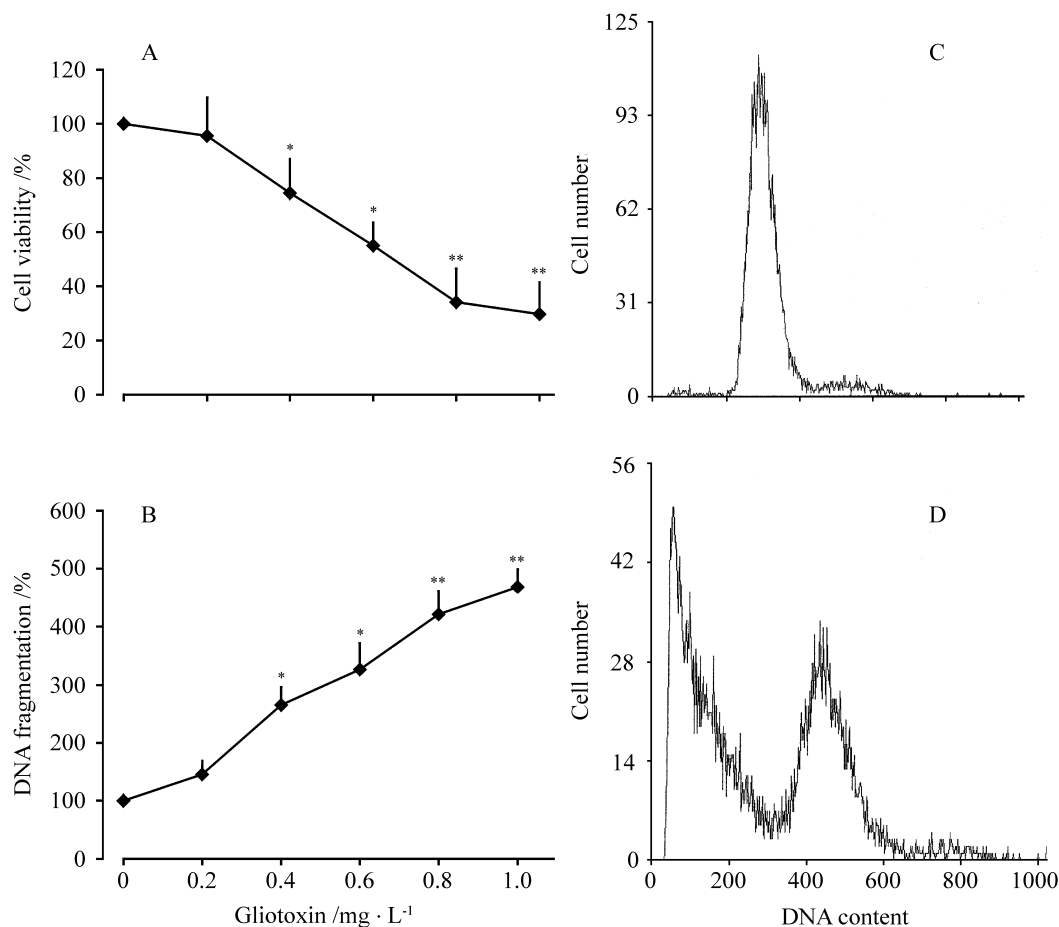 A
Cell viability /%
120
100
80
60
40
20
0
*
*
**
**
C
Cell number
125
93
62
31
0
B
DNA fragmentation /%
600
500
400
300
200
100
0
*
*
**
**
0 0.2 0.4 0.6 0.8 1.0
Gliotoxin /mg · L-1
D
Cell number
56
42
28
14
0
0 200 400 600 800 1000
DNA content